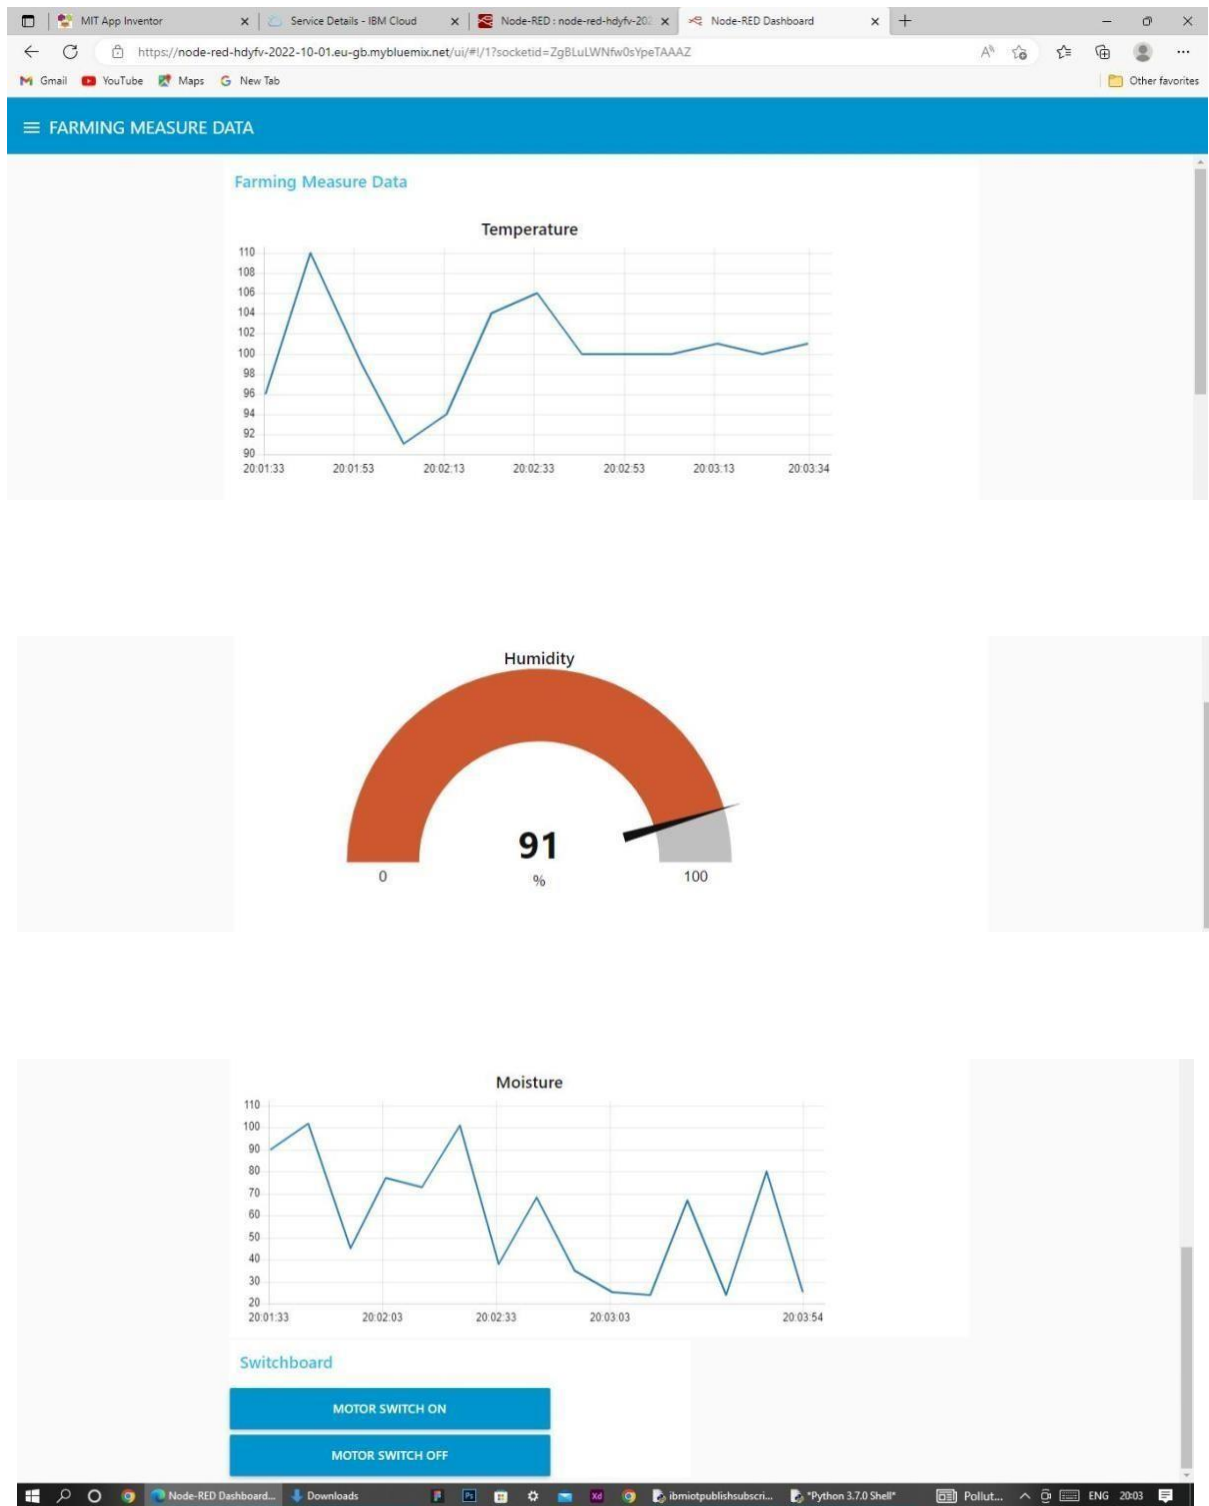 MIT App Inventor
Service Details - IBM Cloud
Node-RED : node-red-hdyfv-202
Node-RED Dashboard
https://node-red-hdyfv-2022-10-01.eu-gb.mybluemix.net/ui/#!/1?socketid=ZgBLuLWNfw0sYpeTAAAZ
Gmail YouTube Maps New Tab Other favorites
FARMING MEASURE DATA
Farming Measure Data
Temperature
110
108
106
104
102
100
98
96
94
92
90
20:01:33 20:01:53 20:02:13 20:02:33 20:02:53 20:03:13 20:03:34
Humidity
91
0 % 100
Moisture
110
100
90
80
70
60
50
40
30
20
20:01:33 20:02:03 20:02:33 20:03:03 20:03:54
Switchboard
MOTOR SWITCH ON
MOTOR SWITCH OFF
Node-RED Dashboard... Downloads Ps Xd ibmiotpublishsubscri... *Python 3.7.0 Shell* Pollut... ENG 20:03